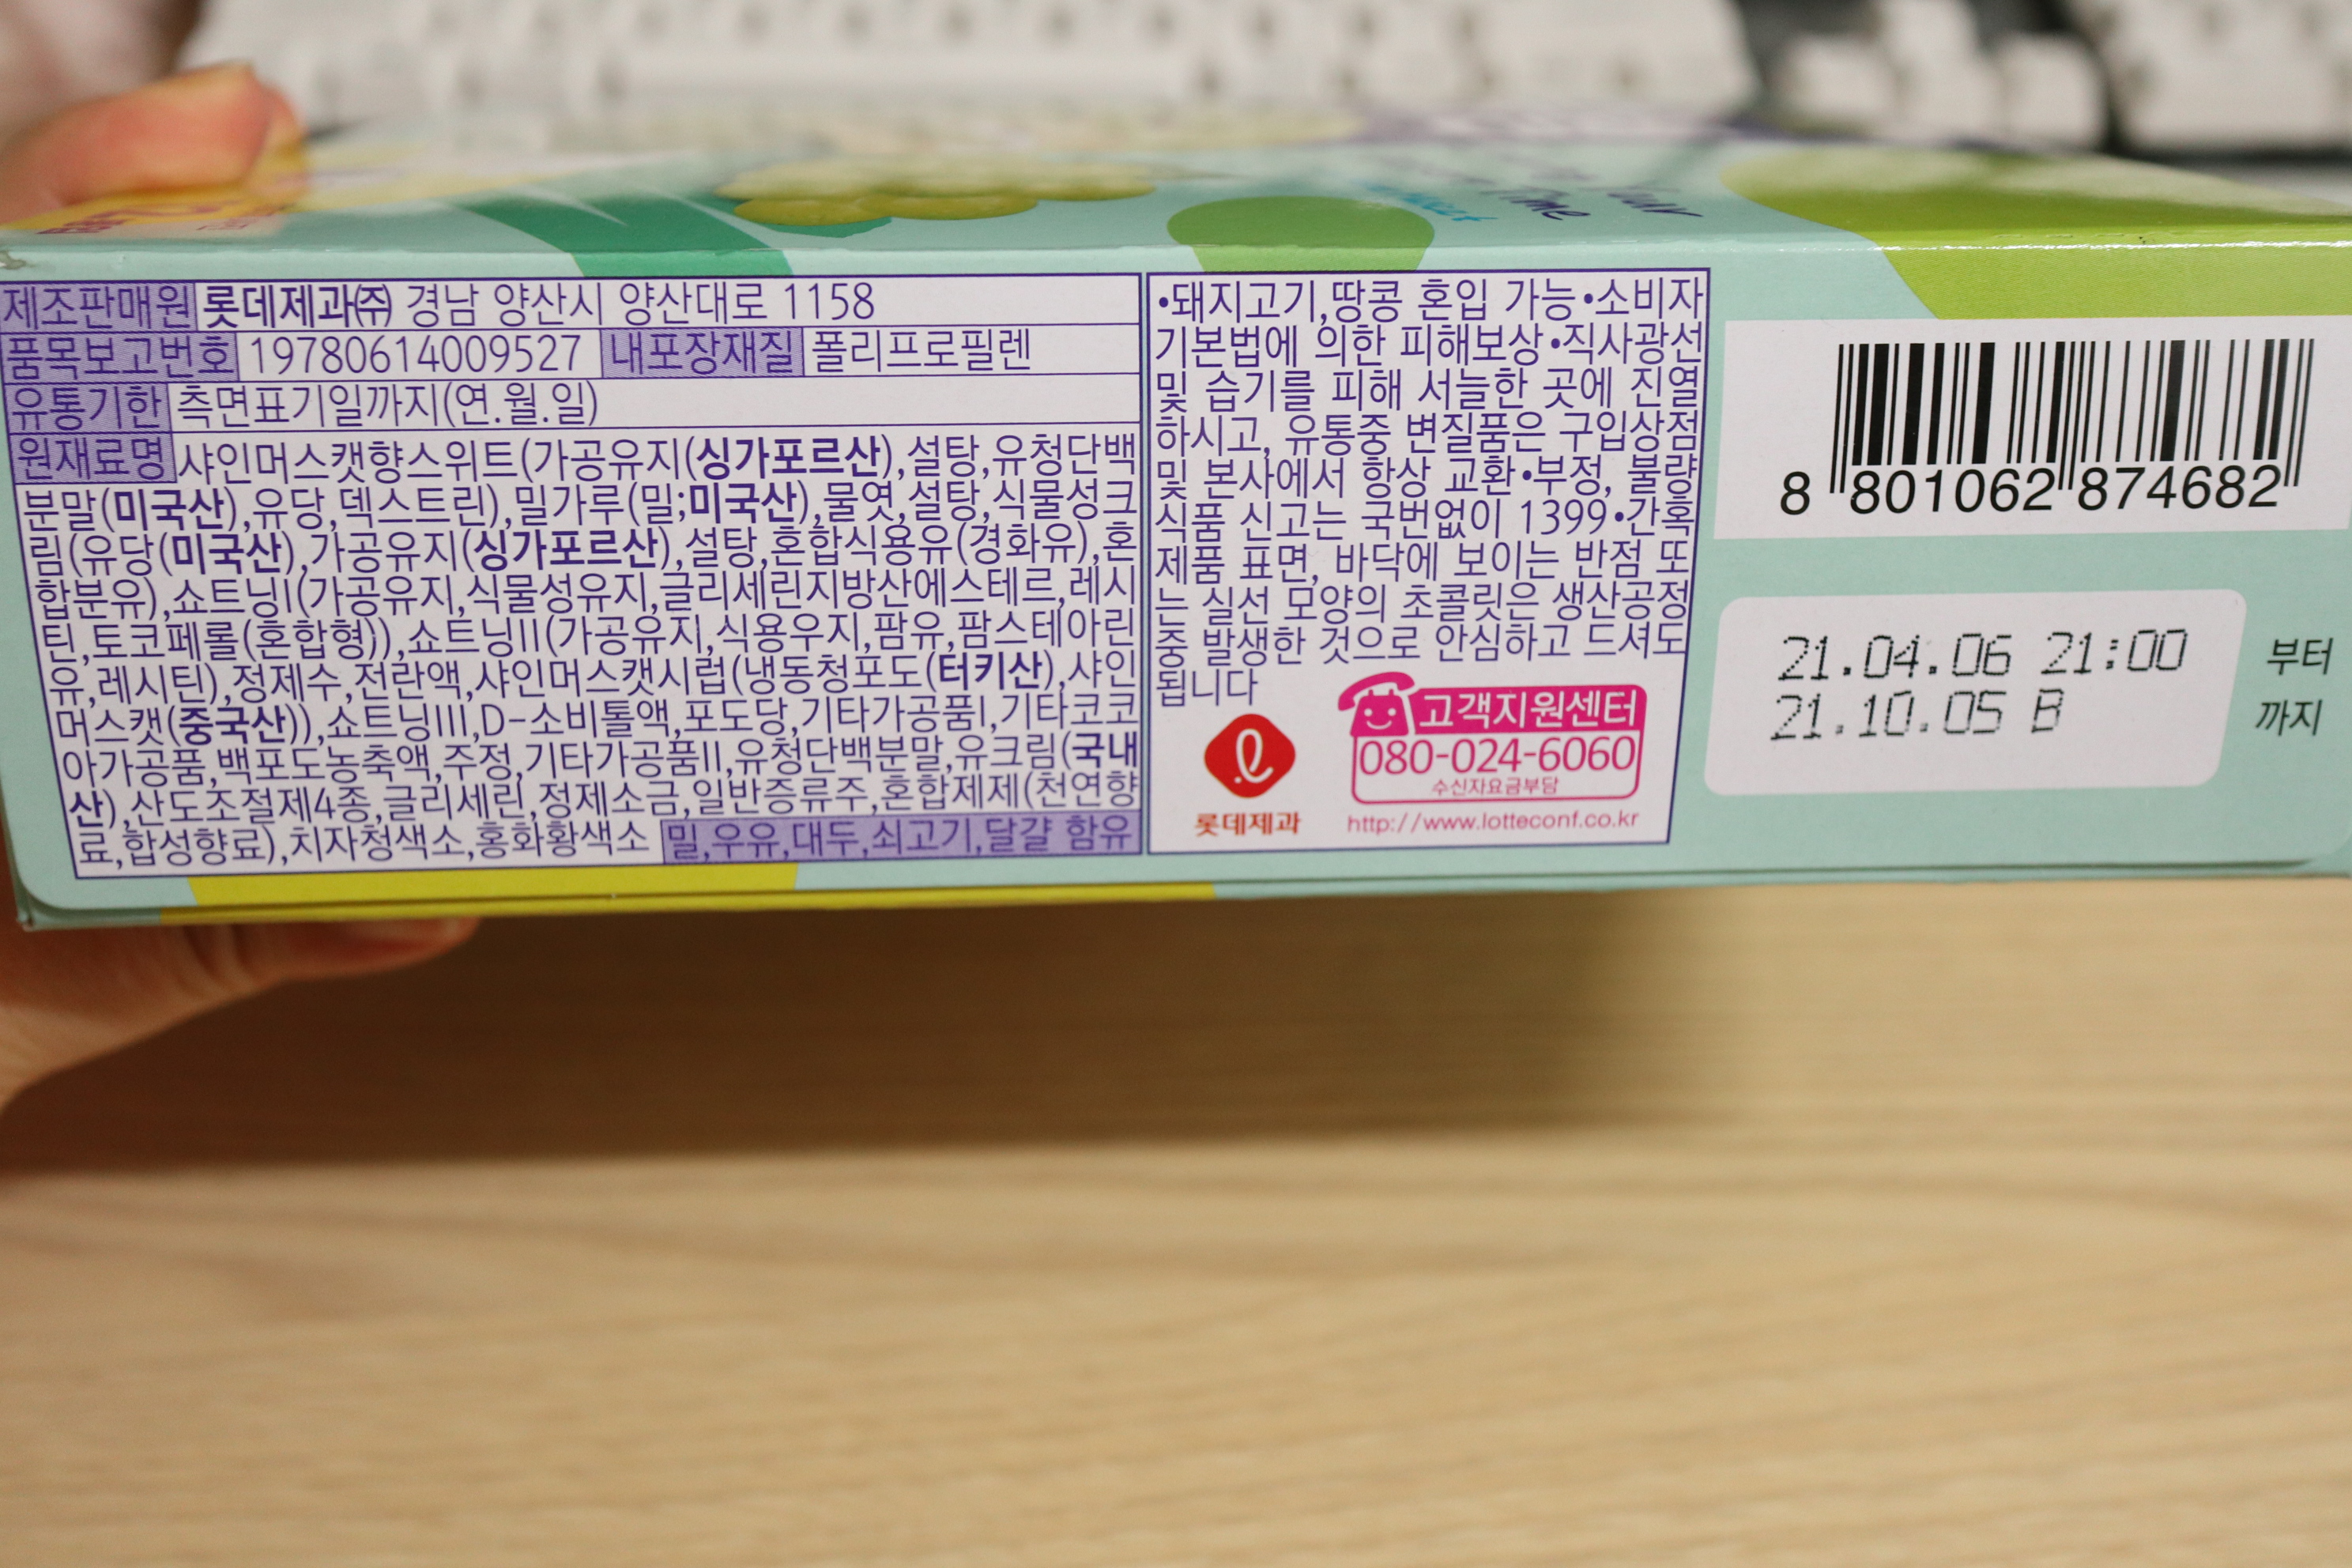 Your
Time
제조판매원 롯데제과㈜ 경남 양산시 양산대로 1158
품목보고번호 19780614009527 내포장재질 폴리프로필렌
유통기한 측면표기일까지(연.월.일)
원재료명 샤인머스캣향스위트(가공유지(싱가포르산),설탕,유청단백
분말(미국산),유당,덱스트린),밀가루(밀;미국산),물엿,설탕,식물성크
림(유당(미국산),가공유지(싱가포르산),설탕,혼합식용유(경화유),혼
합분유),쇼트닝I(가공유지,식물성유지,글리세린지방산에스테르,레시
틴,토코페롤(혼합형)),쇼트닝II(가공유지,식용우지,팜유,팜스테아린
유,레시틴),정제수,전란액,샤인머스캣시럽(냉동청포도(터키산),샤인
머스캣(중국산)),쇼트닝III,D-소비톨액,포도당,기타가공품I,기타코코
아가공품,백포도농축액,주정,기타가공품II,유청단백분말,유크림(국내
산),산도조절제4종,글리세린,정제소금,일반증류주,혼합제제(천연향
료,합성향료),치자청색소,홍화황색소 밀,우유,대두,쇠고기,달걀 함유
•돼지고기,땅콩 혼입 가능•소비자
기본법에 의한 피해보상•직사광선
및 습기를 피해 서늘한 곳에 진열
하시고, 유통중 변질품은 구입상점
및 본사에서 항상 교환•부정, 불량
식품 신고는 국번없이 1399•간혹
제품 표면, 바닥에 보이는 반점 또
는 실선 모양의 초콜릿은 생산공정
중 발생한 것으로 안심하고 드셔도
됩니다
롯데제과
고객지원센터
080-024-6060
수신자요금부담
http://www.lotteconf.co.kr
8 801062 874682
21.04.06 21:00 부터
21.10.05 B 까지